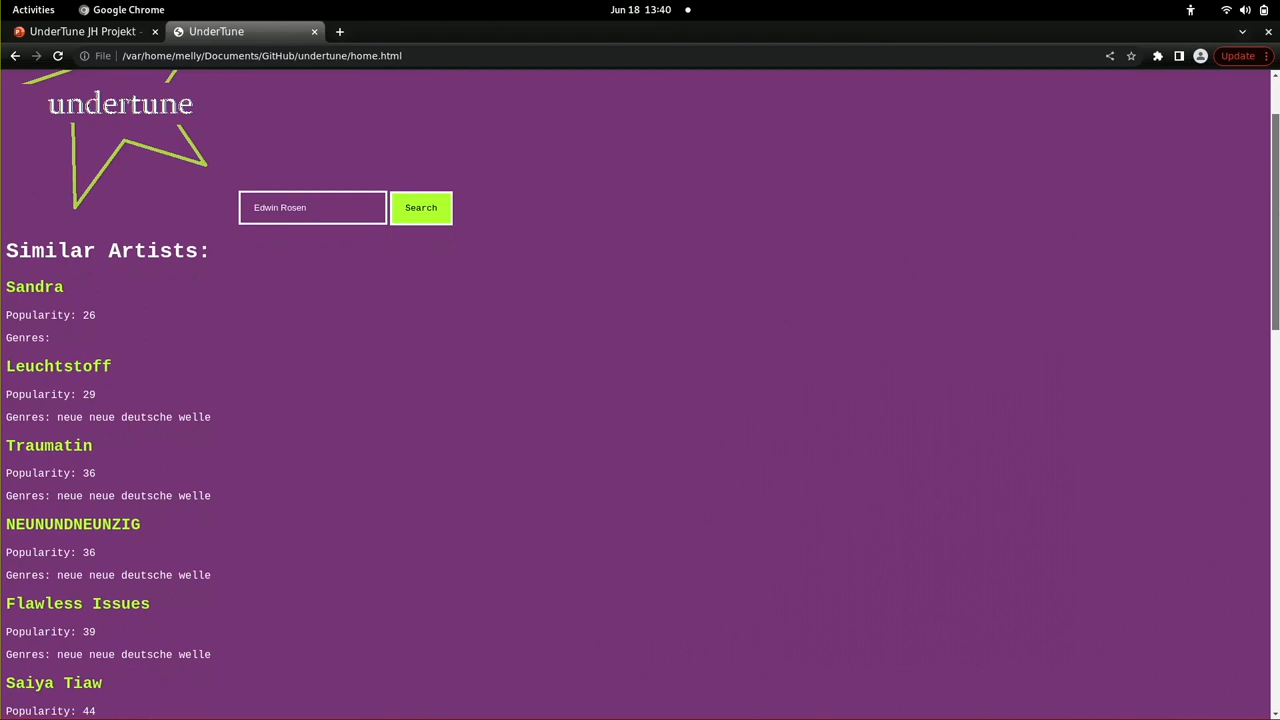 Activities
Google Chrome
Jun 18 13:40
UnderTune JH Projekt -
UnderTune
File
/var/home/melly/Documents/GitHub/undertune/home.html
Update
undertune
Edwin Rosen
Search
Similar Artists:
Sandra
Popularity: 26
Genres:
Leuchtstoff
Popularity: 29
Genres: neue neue deutsche welle
Traumatin
Popularity: 36
Genres: neue neue deutsche welle
NEUNUNDNEUNZIG
Popularity: 36
Genres: neue neue deutsche welle
Flawless Issues
Popularity: 39
Genres: neue neue deutsche welle
Saiya Tiaw
Popularity: 44